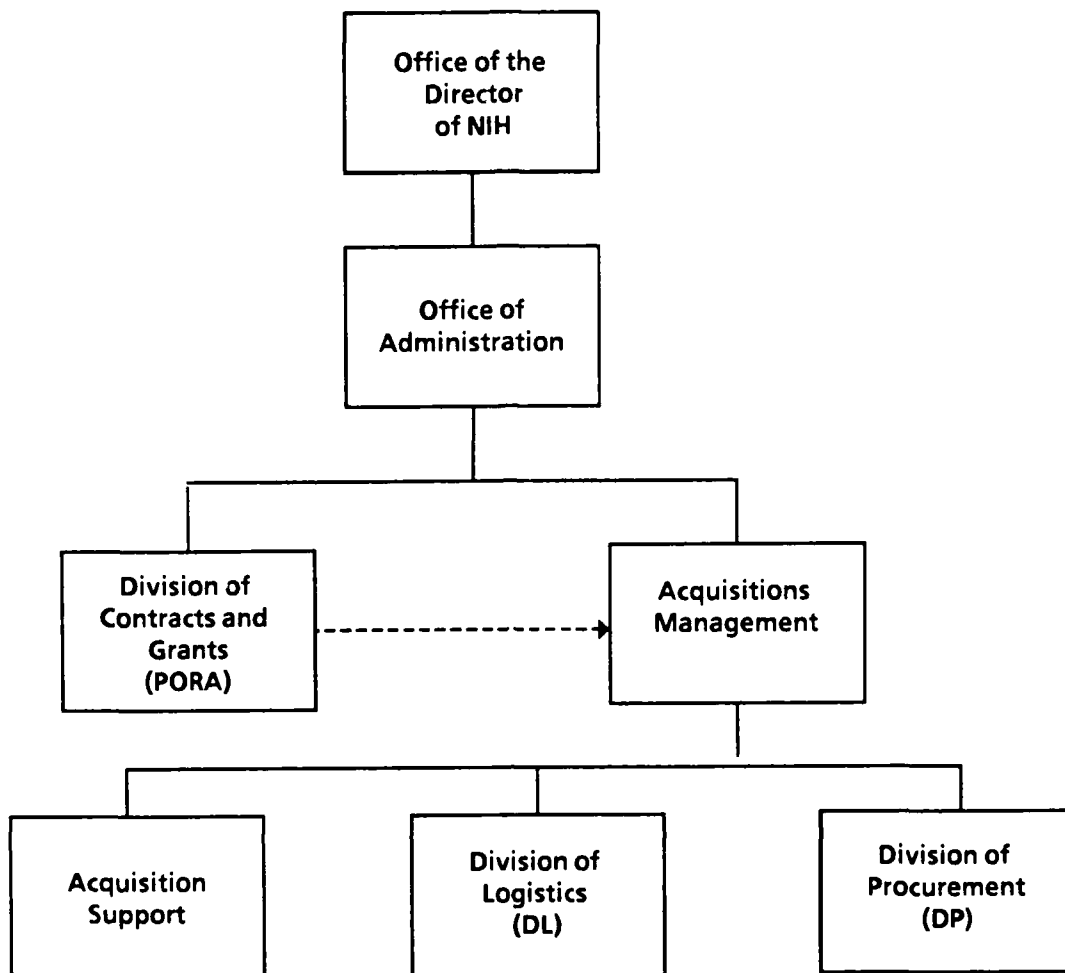 Office of the
Director
of NIH
Office of
Administration
Division of
Contracts and
Grants
(PORA)
Acquisitions
Management
Acquisition
Support
Division of
Logistics
(DL)
Division of
Procurement
(DP)